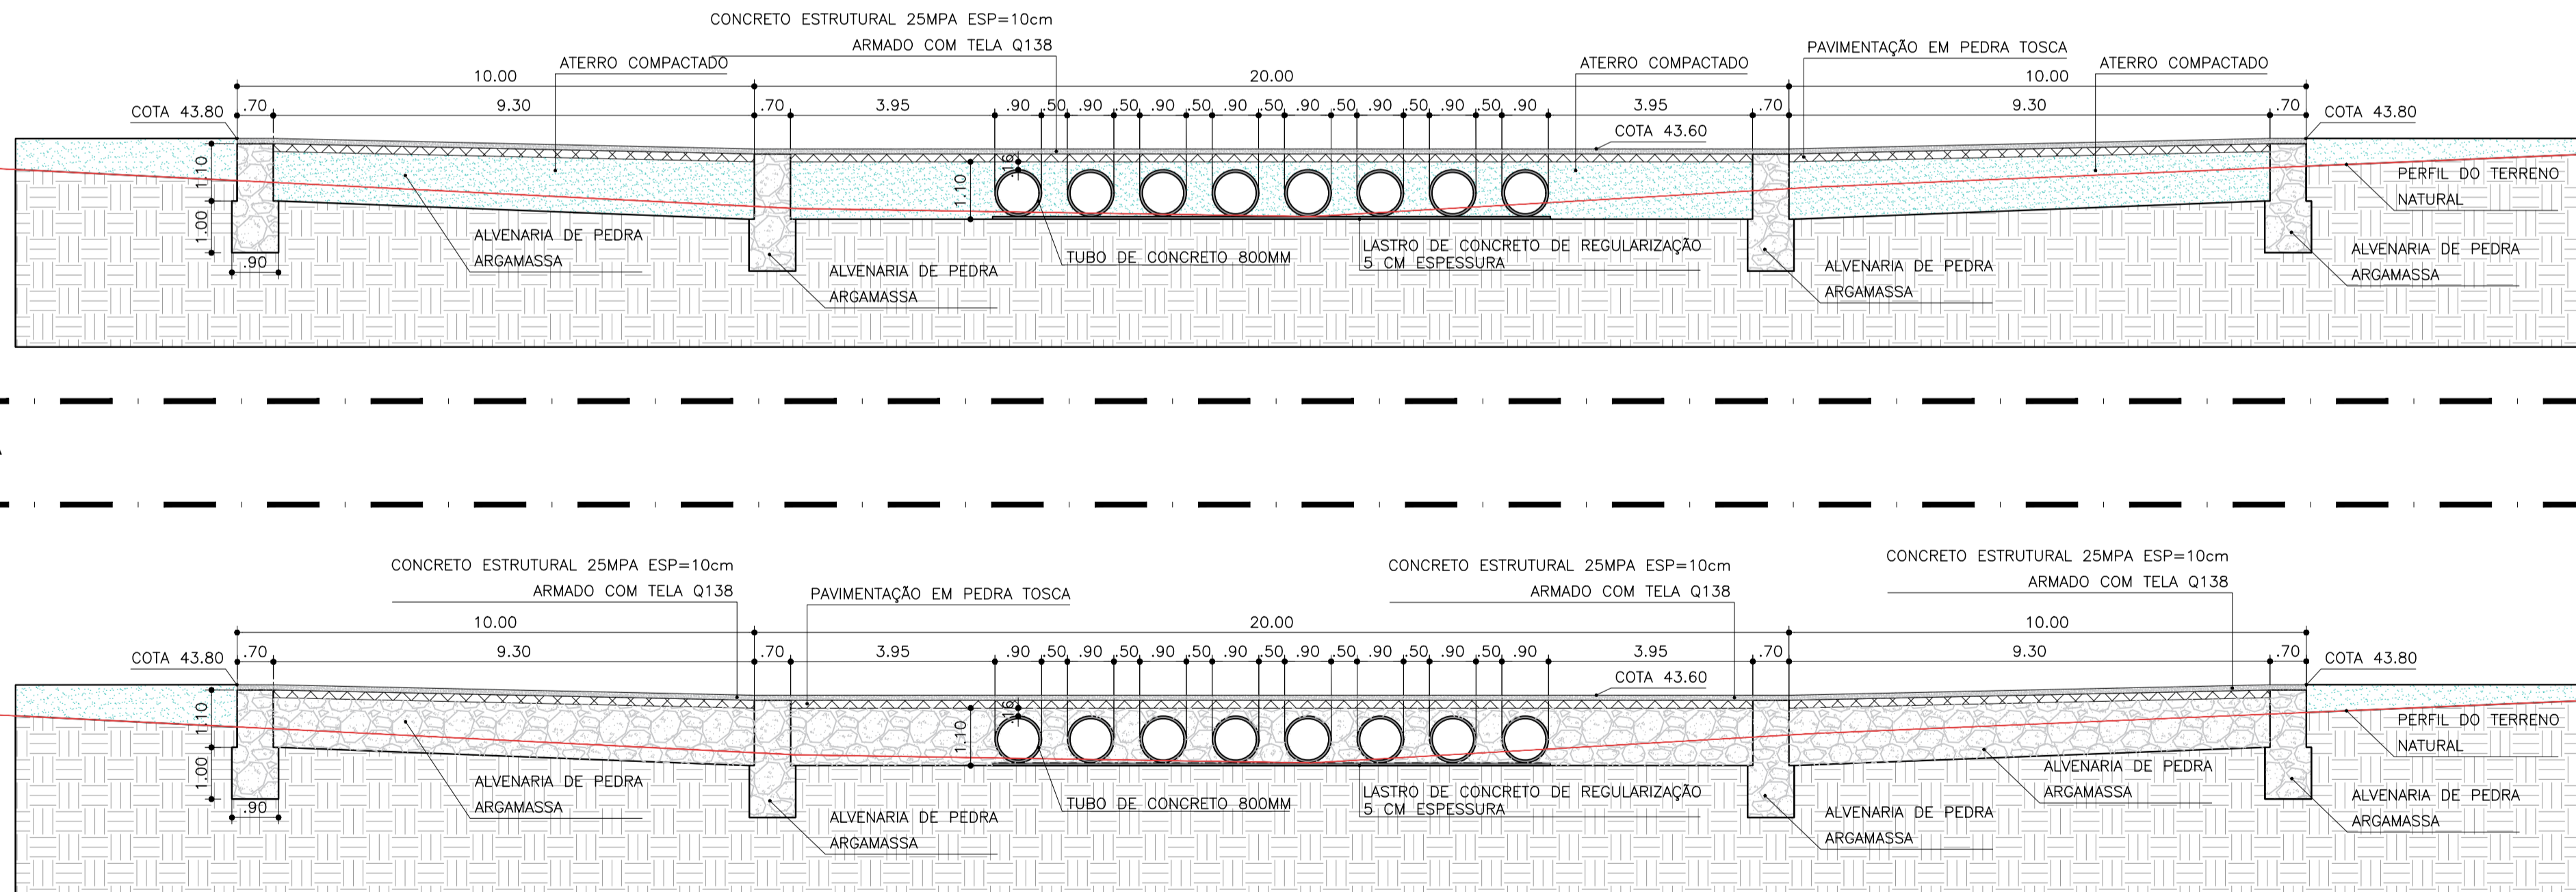 CONCRETO ESTRUTURAL 25MPA ESP=10cm
ARMADO COM TELA Q138
PAVIMENTAÇÃO EM PEDRA TOSCA
ATERRO COMPACTADO
ATERRO COMPACTADO
ATERRO COMPACTADO
10.00
20.00
10.00
COTA 43.80
.70
9.30
.70
3.95
.90
.50
.90
.50
.90
.50
.90
.50
.90
.50
.90
.50
.90
.50
.90
3.95
.70
9.30
.70
COTA 43.80
COTA 43.60
1.10
1.00
.90
1.10
.16
PERFIL DO TERRENO
NATURAL
ALVENARIA DE PEDRA
ARGAMASSA
ALVENARIA DE PEDRA
ARGAMASSA
TUBO DE CONCRETO 800MM
LASTRO DE CONCRETO DE REGULARIZAÇÃO
5 CM ESPESSURA
ALVENARIA DE PEDRA
ARGAMASSA
ALVENARIA DE PEDRA
ARGAMASSA
CONCRETO ESTRUTURAL 25MPA ESP=10cm
ARMADO COM TELA Q138
PAVIMENTAÇÃO EM PEDRA TOSCA
CONCRETO ESTRUTURAL 25MPA ESP=10cm
ARMADO COM TELA Q138
CONCRETO ESTRUTURAL 25MPA ESP=10cm
ARMADO COM TELA Q138
10.00
20.00
10.00
COTA 43.80
.70
9.30
.70
3.95
.90
.50
.90
.50
.90
.50
.90
.50
.90
.50
.90
.50
.90
.50
.90
3.95
.70
9.30
.70
COTA 43.80
COTA 43.60
1.10
1.00
.90
1.10
.16
PERFIL DO TERRENO
NATURAL
ALVENARIA DE PEDRA
ARGAMASSA
ALVENARIA DE PEDRA
ARGAMASSA
TUBO DE CONCRETO 800MM
LASTRO DE CONCRETO DE REGULARIZAÇÃO
5 CM ESPESSURA
ALVENARIA DE PEDRA
ARGAMASSA
ALVENARIA DE PEDRA
ARGAMASSA
ALVENARIA DE PEDRA
ARGAMASSA